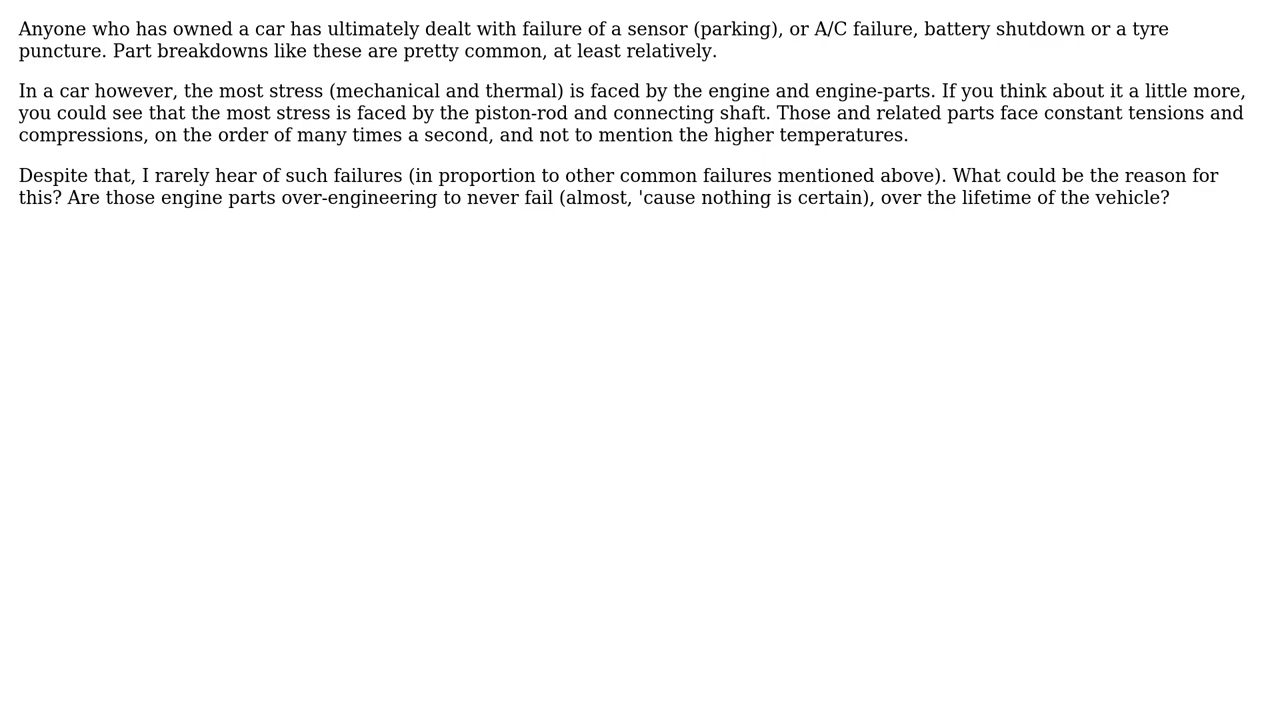 Anyone who has owned a car has ultimately dealt with failure of a sensor (parking), or A/C failure, battery shutdown or a tyre
puncture. Part breakdowns like these are pretty common, at least relatively.
In a car however, the most stress (mechanical and thermal) is faced by the engine and engine-parts. If you think about it a little more,
you could see that the most stress is faced by the piston-rod and connecting shaft. Those and related parts face constant tensions and
compressions, on the order of many times a second, and not to mention the higher temperatures.
Despite that, I rarely hear of such failures (in proportion to other common failures mentioned above). What could be the reason for
this? Are those engine parts over-engineering to never fail (almost, 'cause nothing is certain), over the lifetime of the vehicle?